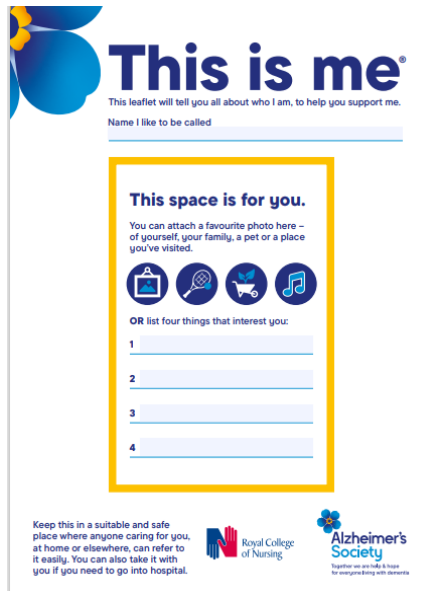 This is me®
This leaflet will tell you all about who I am, to help you support me.
Name I like to be called
This space is for you.
You can attach a favourite photo here –
of yourself, your family, a pet or a place
you've visited.
OR list four things that interest you:
1
2
3
4
Keep this in a suitable and safe
place where anyone caring for you,
at home or elsewhere, can refer to
it easily. You can also take it with
you if you need to go into hospital.
Royal College
of Nursing
Alzheimer's
Society
Together we are help & hope
for everyone living with dementia